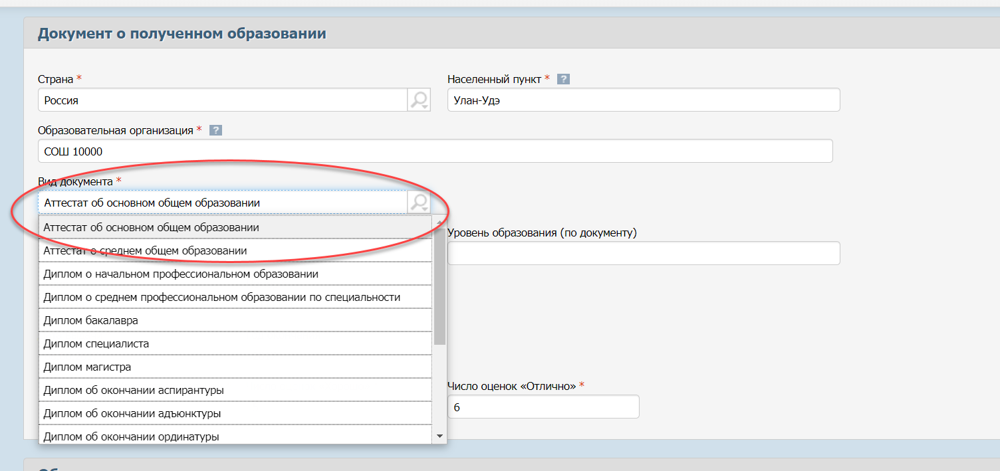 Документ о полученном образовании
Страна *
Населенный пункт * ?
Россия
Улан-Удэ
Образовательная организация * ?
СОШ 10000
Вид документа *
Аттестат об основном общем образовании
Аттестат об основном общем образовании
Уровень образования (по документу)
Аттестат о среднем общем образовании
Диплом о начальном профессиональном образовании
Диплом о среднем профессиональном образовании по специальности
Диплом бакалавра
Диплом специалиста
Диплом магистра
Число оценок «Отлично» *
Диплом об окончании аспирантуры
6
Диплом об окончании адъюнктуры
Диплом об окончании ординатуры